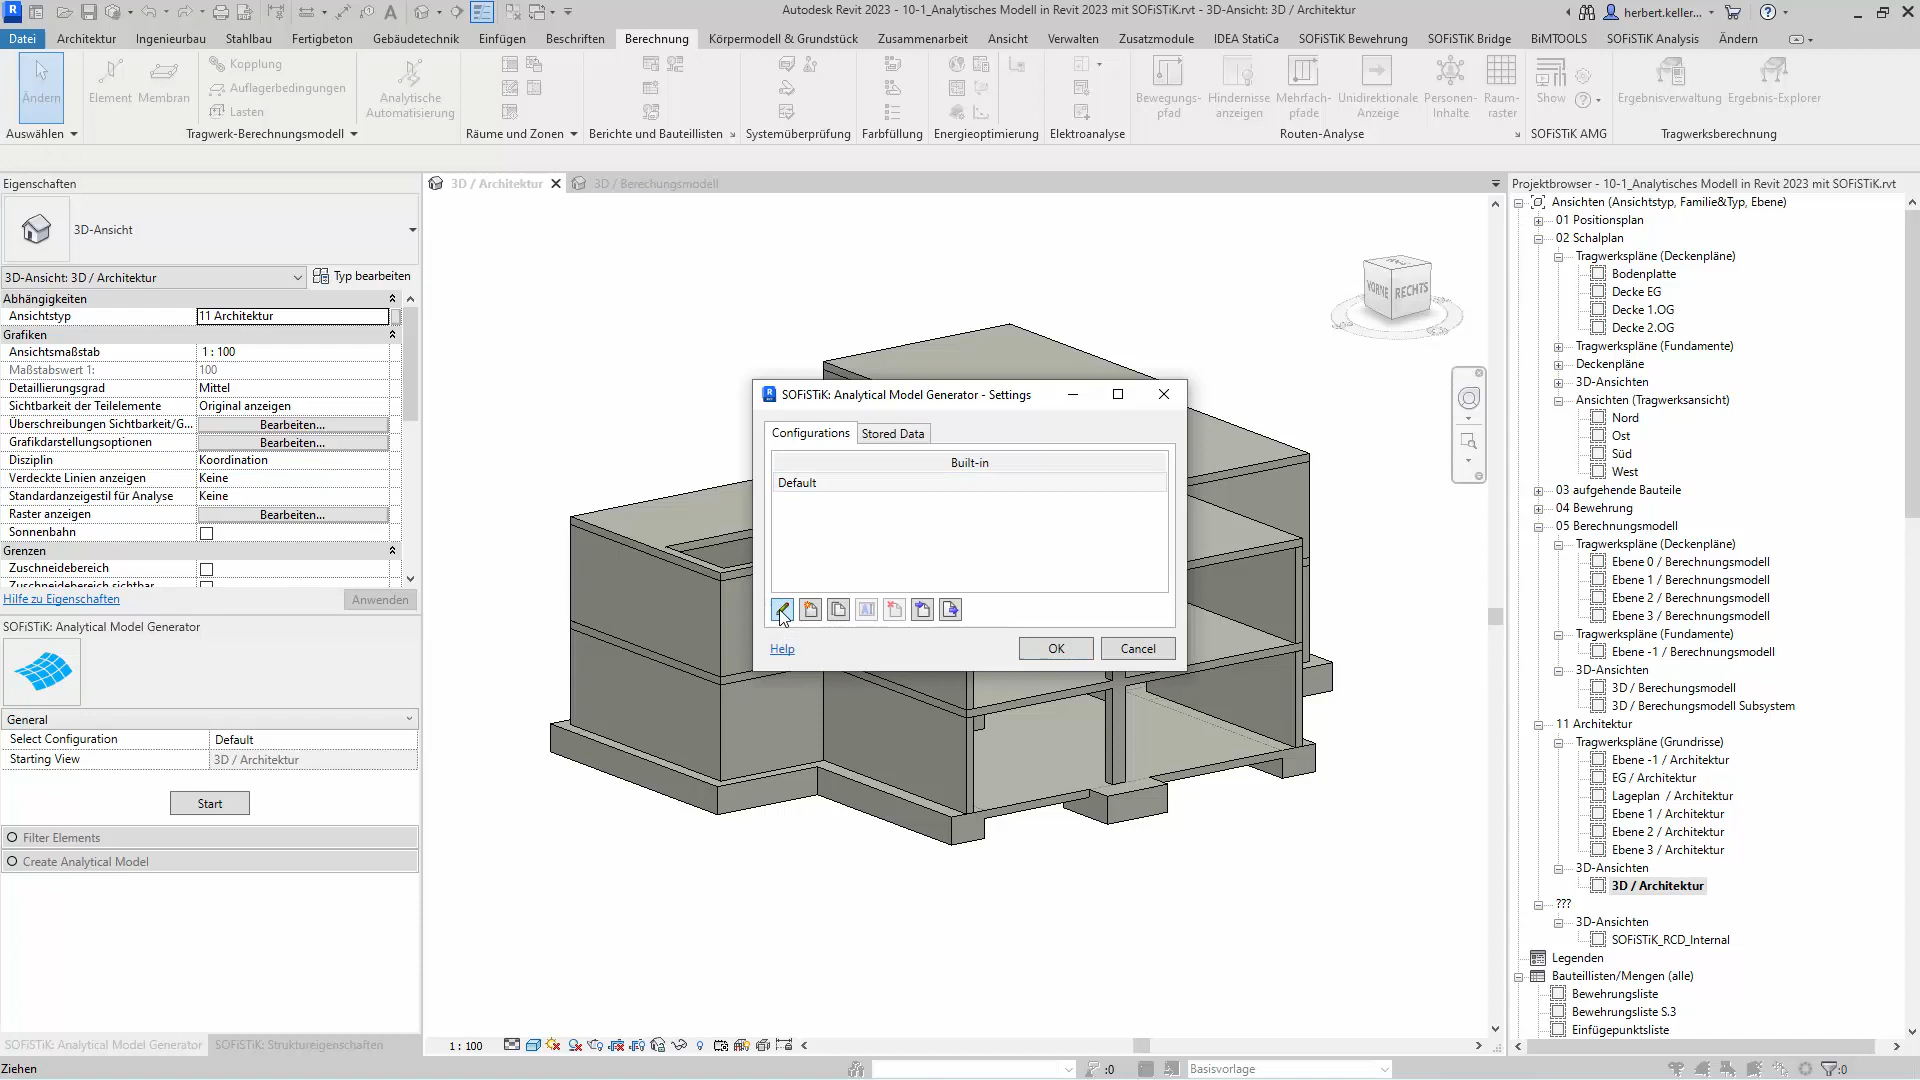 Autodesk Revit 2023 - 10-1_Analytisches Modell in Revit 2023 mit SOFiSTiK.rvt - 3D-Ansicht: 3D / Architektur
herbert.keller...
Datei Architektur Ingenieurbau Stahlbau Fertigbeton Gebäudetechnik Einfügen Beschriften Berechnung Körpermodell & Grundstück Zusammenarbeit Ansicht Verwalten Zusatzmodule IDEA StatiCa SOFiSTiK Bewehrung SOFiSTiK Bridge BiMTOOLS SOFiSTiK Analysis Ändern
Ändern
Element Membran
Kopplung
Auflagerbedingungen
Lasten
Analytische Automatisierung
Bewegungs-pfad
Hindernisse anzeigen
Mehrfach-pfade
Unidirektionale Anzeige
Personen-Inhalte
Raum-raster
Show
Ergebnisverwaltung Ergebnis-Explorer
Auswählen Tragwerk-Berechnungsmodell Räume und Zonen Berichte und Bauteillisten Systemüberprüfung Farbfüllung Energieoptimierung Elektroanalyse Routen-Analyse SOFiSTiK AMG Tragwerksberechnung
Eigenschaften
3D-Ansicht
3D-Ansicht: 3D / Architektur Typ bearbeiten
Abhängigkeiten
Ansichtstyp 11 Architektur
Grafiken
Ansichtsmaßstab 1 : 100
Maßstabswert 1: 100
Detaillierungsgrad Mittel
Sichtbarkeit der Teilelemente Original anzeigen
Überschreibungen Sichtbarkeit/G... Bearbeiten...
Grafikdarstellungsoptionen Bearbeiten...
Disziplin Koordination
Verdeckte Linien anzeigen Keine
Standardanzeigestil für Analyse Keine
Raster anzeigen Bearbeiten...
Sonnenbahn
Grenzen
Zuschneidebereich
Zuschneidebereich sichtbar
Hilfe zu Eigenschaften Anwenden
SOFiSTiK: Analytical Model Generator
General
Select Configuration Default
Starting View 3D / Architektur
Start
Filter Elements
Create Analytical Model
SOFiSTiK: Analytical Model Generator SOFiSTiK: Struktureigenschaften
Ziehen
3D / Architektur 3D / Berechungsmodell
VORNE RECHTS
SOFiSTiK: Analytical Model Generator - Settings
Configurations Stored Data
Built-in
Default
Help OK Cancel
1 : 100
:0 Basisvorlage :0
Projektbrowser - 10-1_Analytisches Modell in Revit 2023 mit SOFiSTiK.rvt
Ansichten (Ansichtstyp, Familie&Typ, Ebene)
01 Positionsplan
02 Schalplan
Tragwerkspläne (Deckenpläne)
Bodenplatte
Decke EG
Decke 1.OG
Decke 2.OG
Tragwerkspläne (Fundamente)
Deckenpläne
3D-Ansichten
Ansichten (Tragwerksansicht)
Nord
Ost
Süd
West
03 aufgehende Bauteile
04 Bewehrung
05 Berechnungsmodell
Tragwerkspläne (Deckenpläne)
Ebene 0 / Berechnungsmodell
Ebene 1 / Berechnungsmodell
Ebene 2 / Berechnungsmodell
Ebene 3 / Berechnungsmodell
Tragwerkspläne (Fundamente)
Ebene -1 / Berechnungsmodell
3D-Ansichten
3D / Berechungsmodell
3D / Berechungsmodell Subsystem
11 Architektur
Tragwerkspläne (Grundrisse)
Ebene -1 / Architektur
EG / Architektur
Lageplan / Architektur
Ebene 1 / Architektur
Ebene 2 / Architektur
Ebene 3 / Architektur
3D-Ansichten
3D / Architektur
???
3D-Ansichten
SOFiSTiK_RCD_Internal
Legenden
Bauteillisten/Mengen (alle)
Bewehrungsliste
Bewehrungsliste S.3
Einfügepunktsliste